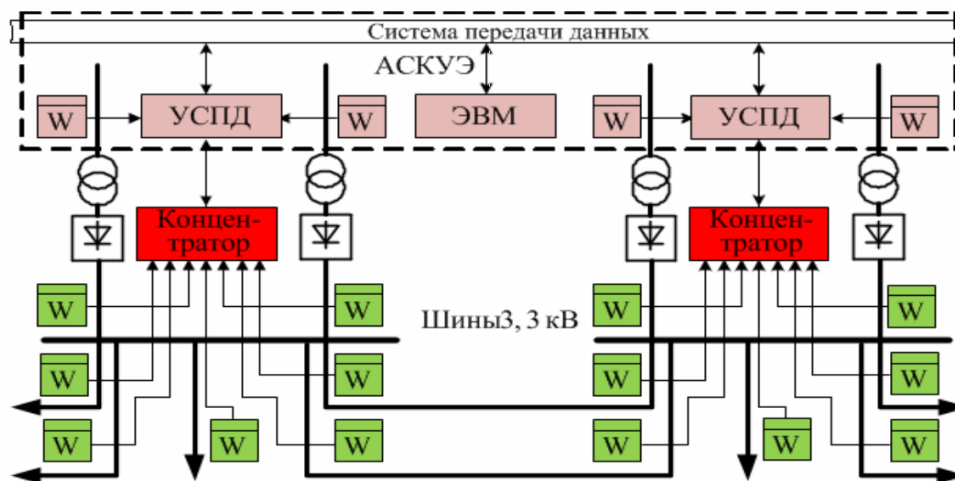 Система передачи данных
АСКУЭ
W
УСПД
W
ЭВМ
W
УСПД
W
Концен-
тратор
Концен-
тратор
W
W
W
W
Шины3, 3 кВ
W
W
W
W
W
W
W
W
W
W